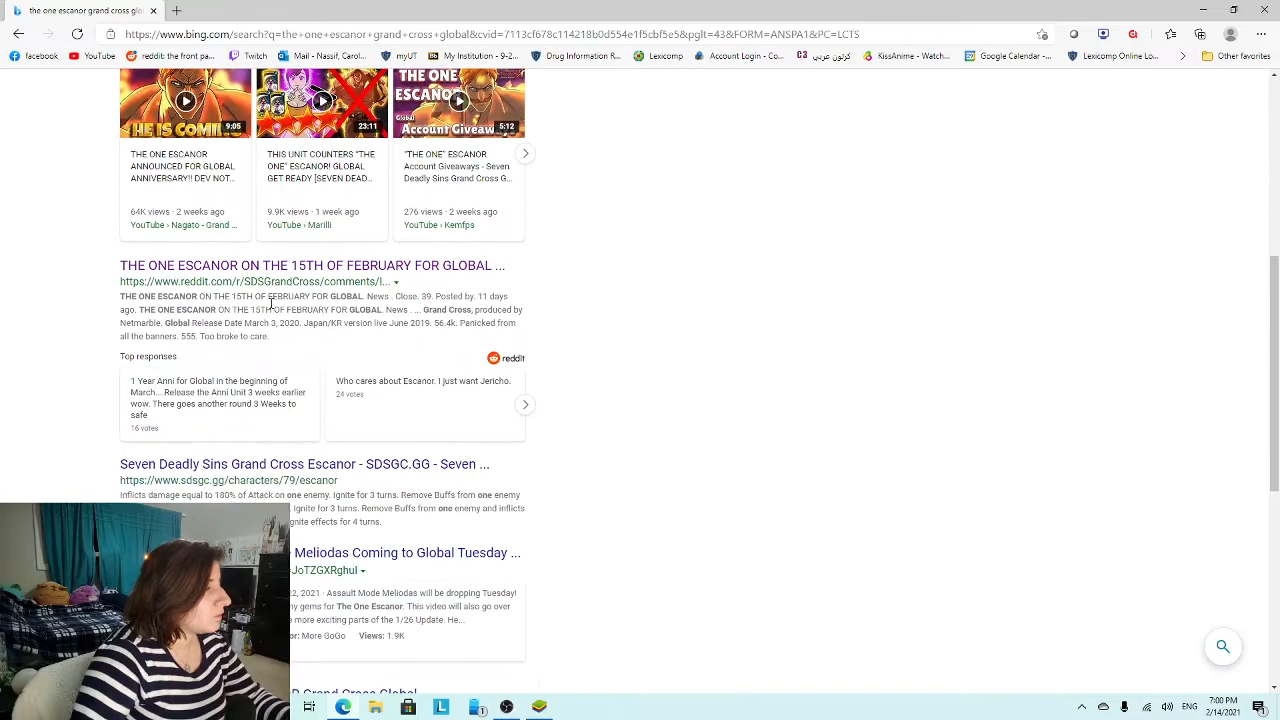 the one escanor grand cross glo
https://www.bing.com/search?q=the+one+escanor+grand+cross+global&cvid=7113cf678c114218b0d554e1f5cbf5e5&pglt=43&FORM=ANSPA1&PC=LCTS
facebook
YouTube
reddit: the front pa...
Mail - Nassif, Carol...
myUT
My Institution - 9-2...
Drug Information R...
Lexicomp
Account Login - Co...
كرتون عربي
KissAnime - Watch...
Google Calendar -...
Lexicomp Online Lo...
Other favorites
HE IS COMIN
9:05
23:11
THE ONE
ESCANOR
Global
Account Giveaways
5:12
THE ONE ESCANOR
ANNOUNCED FOR GLOBAL
ANNIVERSARY!! DEV NOT...
64K views · 2 weeks ago
YouTube › Nagato - Grand ...
THIS UNIT COUNTERS "THE
ONE" ESCANOR! GLOBAL
GET READY [SEVEN DEAD...
9.9K views · 1 week ago
YouTube › Marilli
"THE ONE" ESCANOR
Account Giveaways - Seven
Deadly Sins Grand Cross G...
276 views · 2 weeks ago
YouTube › Kemfps
THE ONE ESCANOR ON THE 15TH OF FEBRUARY FOR GLOBAL ...
https://www.reddit.com/r/SDSGrandCross/comments/l...
THE ONE ESCANOR ON THE 15TH OF FEBRUARY FOR GLOBAL. News . Close. 39. Posted by. 11 days
ago. THE ONE ESCANOR ON THE 15TH OF FEBRUARY FOR GLOBAL. News . ... Grand Cross, produced by
Netmarble. Global Release Date March 3, 2020. Japan/KR version live June 2019. 56.4k. Panicked from
all the banners. 555. Too broke to care.
Top responses
reddit
1 Year Anni for Global in the beginning of
March....Release the Anni Unit 3 weeks earlier
wow. There goes another round 3 Weeks to
safe
16 votes
Who cares about Escanor. I just want Jericho.
24 votes
Seven Deadly Sins Grand Cross Escanor - SDSGC.GG - Seven ...
https://www.sdsgc.gg/characters/79/escanor
Inflicts damage equal to 180% of Attack on one enemy. Ignite for 3 turns. Remove Buffs from one enemy
Ignite for 3 turns. Remove Buffs from one enemy and inflicts
gnite effects for 4 turns.
Meliodas Coming to Global Tuesday ...
JoTZGXRghuI
22, 2021 · Assault Mode Meliodas will be dropping Tuesday!
ny gems for The One Escanor. This video will also go over
more exciting parts of the 1/26 Update. He...
or: More GoGo Views: 1.9K
R Grand Cross Global
ENG
7:00 PM
2/14/2021